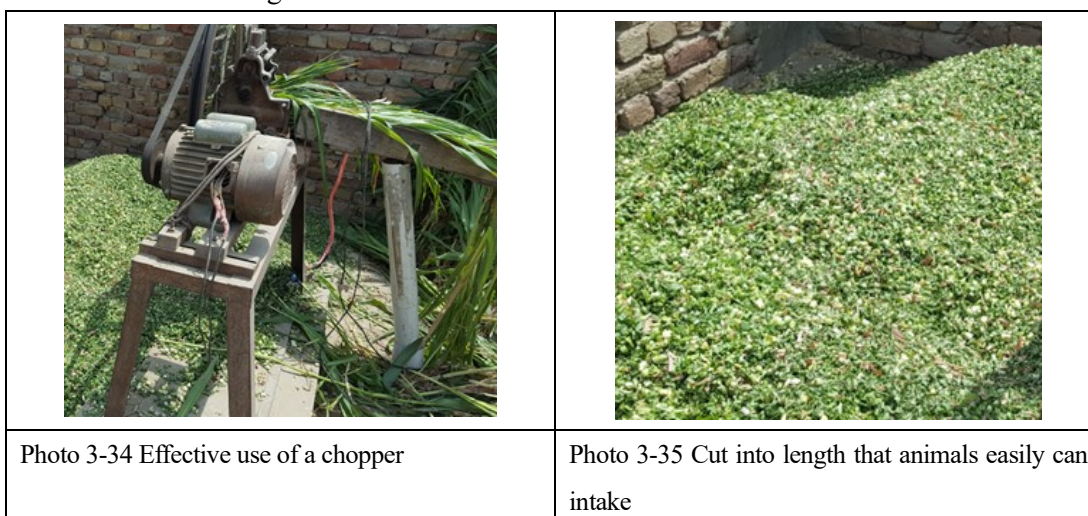 Photo 3-34 Effective use of a chopper
Photo 3-35 Cut into length that animals easily can
intake